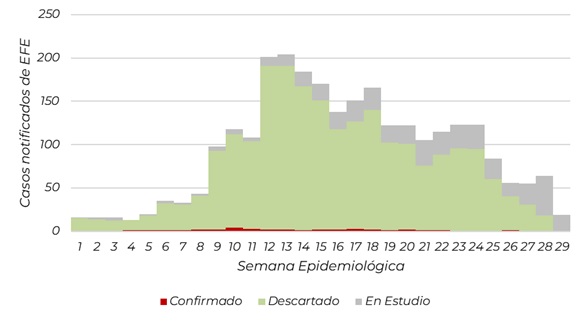 Casos notificados de EFE
250
200
150
100
50
0
1 2 3 4 5 6 7 8 9 10 11 12 13 14 15 16 17 18 19 20 21 22 23 24 25 26 27 28 29
Semana Epidemiológica
Confirmado Descartado En Estudio